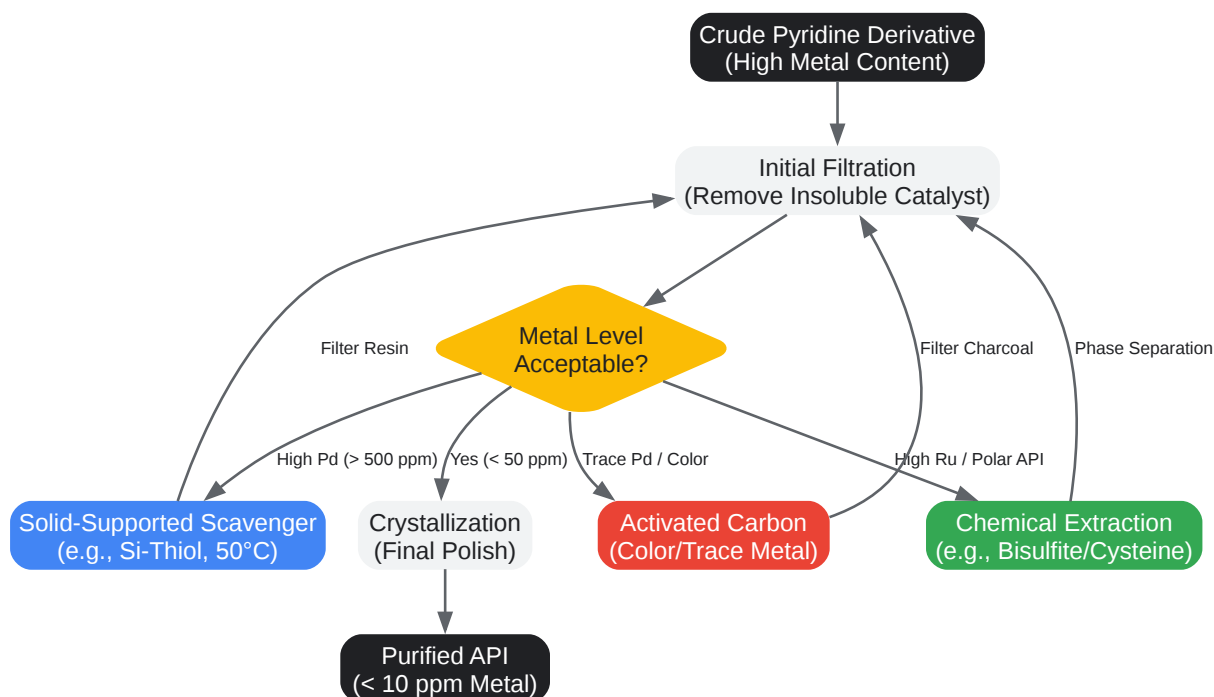 Crude Pyridine Derivative
(High Metal Content)
Initial Filtration
(Remove Insoluble Catalyst)
Metal Level
Acceptable?
Filter Resin
Filter Charcoal
Phase Separation
High Pd (> 500 ppm)
Yes (< 50 ppm)
Trace Pd / Color
High Ru / Polar API
Solid-Supported Scavenger
(e.g., Si-Thiol, 50°C)
Crystallization
(Final Polish)
Activated Carbon
(Color/Trace Metal)
Chemical Extraction
(e.g., Bisulfite/Cysteine)
Purified API
(< 10 ppm Metal)